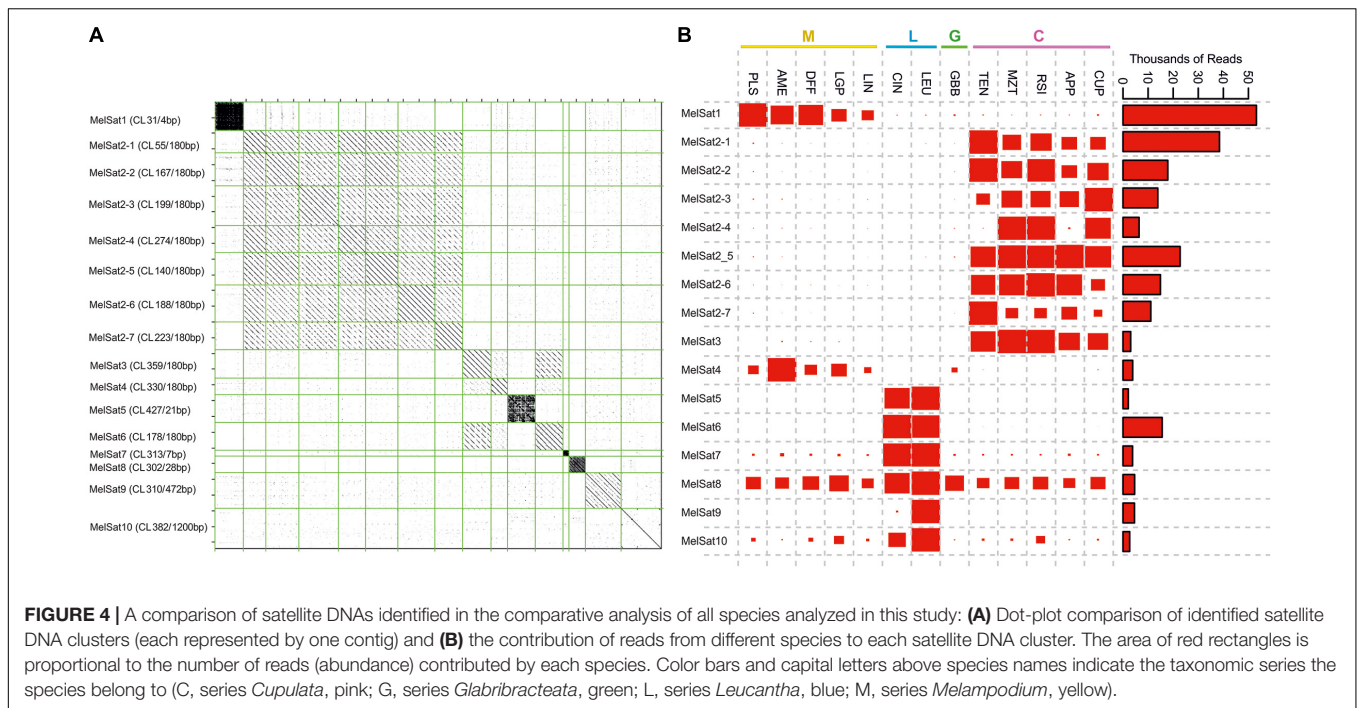 A
MelSat1 (CL31/4bp)
MelSat2-1 (CL55/180bp)
MelSat2-2 (CL167/180bp)
MelSat2-3 (CL199/180bp)
MelSat2-4 (CL274/180bp)
MelSat2-5 (CL140/180bp)
MelSat2-6 (CL188/180bp)
MelSat2-7 (CL223/180bp)
MelSat3 (CL359/180bp)
MelSat4 (CL330/180bp)
MelSat5 (CL427/21bp)
MelSat6 (CL178/180bp)
MelSat7 (CL313/7bp)
MelSat8 (CL302/28bp)
MelSat9 (CL310/472bp)
MelSat10 (CL382/1200bp)
B
M L G C
PLS AME DFF LGP LIN CIN LEU GBB TEN MZT RSI APP CUP
Thousands of Reads
0 10 20 30 40 50
MelSat1
MelSat2-1
MelSat2-2
MelSat2-3
MelSat2-4
MelSat2_5
MelSat2-6
MelSat2-7
MelSat3
MelSat4
MelSat5
MelSat6
MelSat7
MelSat8
MelSat9
MelSat10
FIGURE 4 | A comparison of satellite DNAs identified in the comparative analysis of all species analyzed in this study: (A) Dot-plot comparison of identified satellite
DNA clusters (each represented by one contig) and (B) the contribution of reads from different species to each satellite DNA cluster. The area of red rectangles is
proportional to the number of reads (abundance) contributed by each species. Color bars and capital letters above species names indicate the taxonomic series the
species belong to (C, series Cupulata, pink; G, series Glabribracteata, green; L, series Leucantha, blue; M, series Melampodium, yellow).